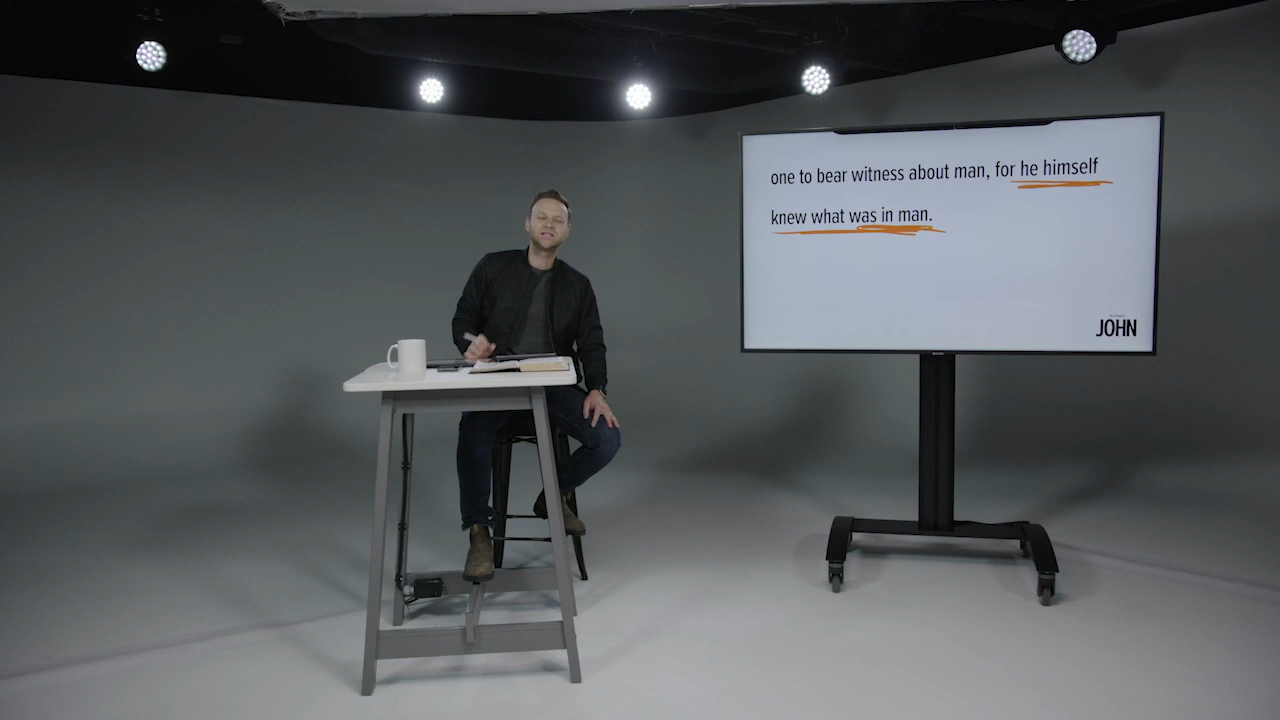 one to bear witness about man, for he himself
knew what was in man.
JOHN